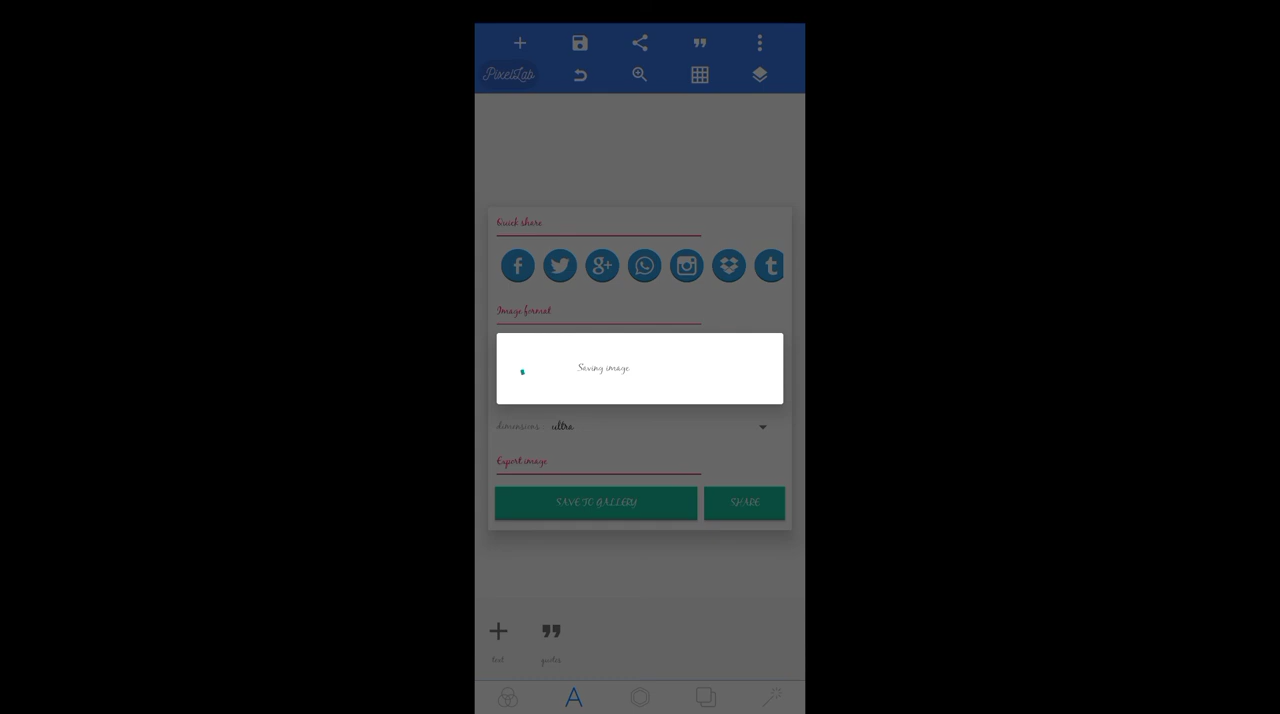 PixelLab
Quick share
Image format
Saving image
dimensions ultra
Export image
SAVE TO GALLERY SHARE
text quotes